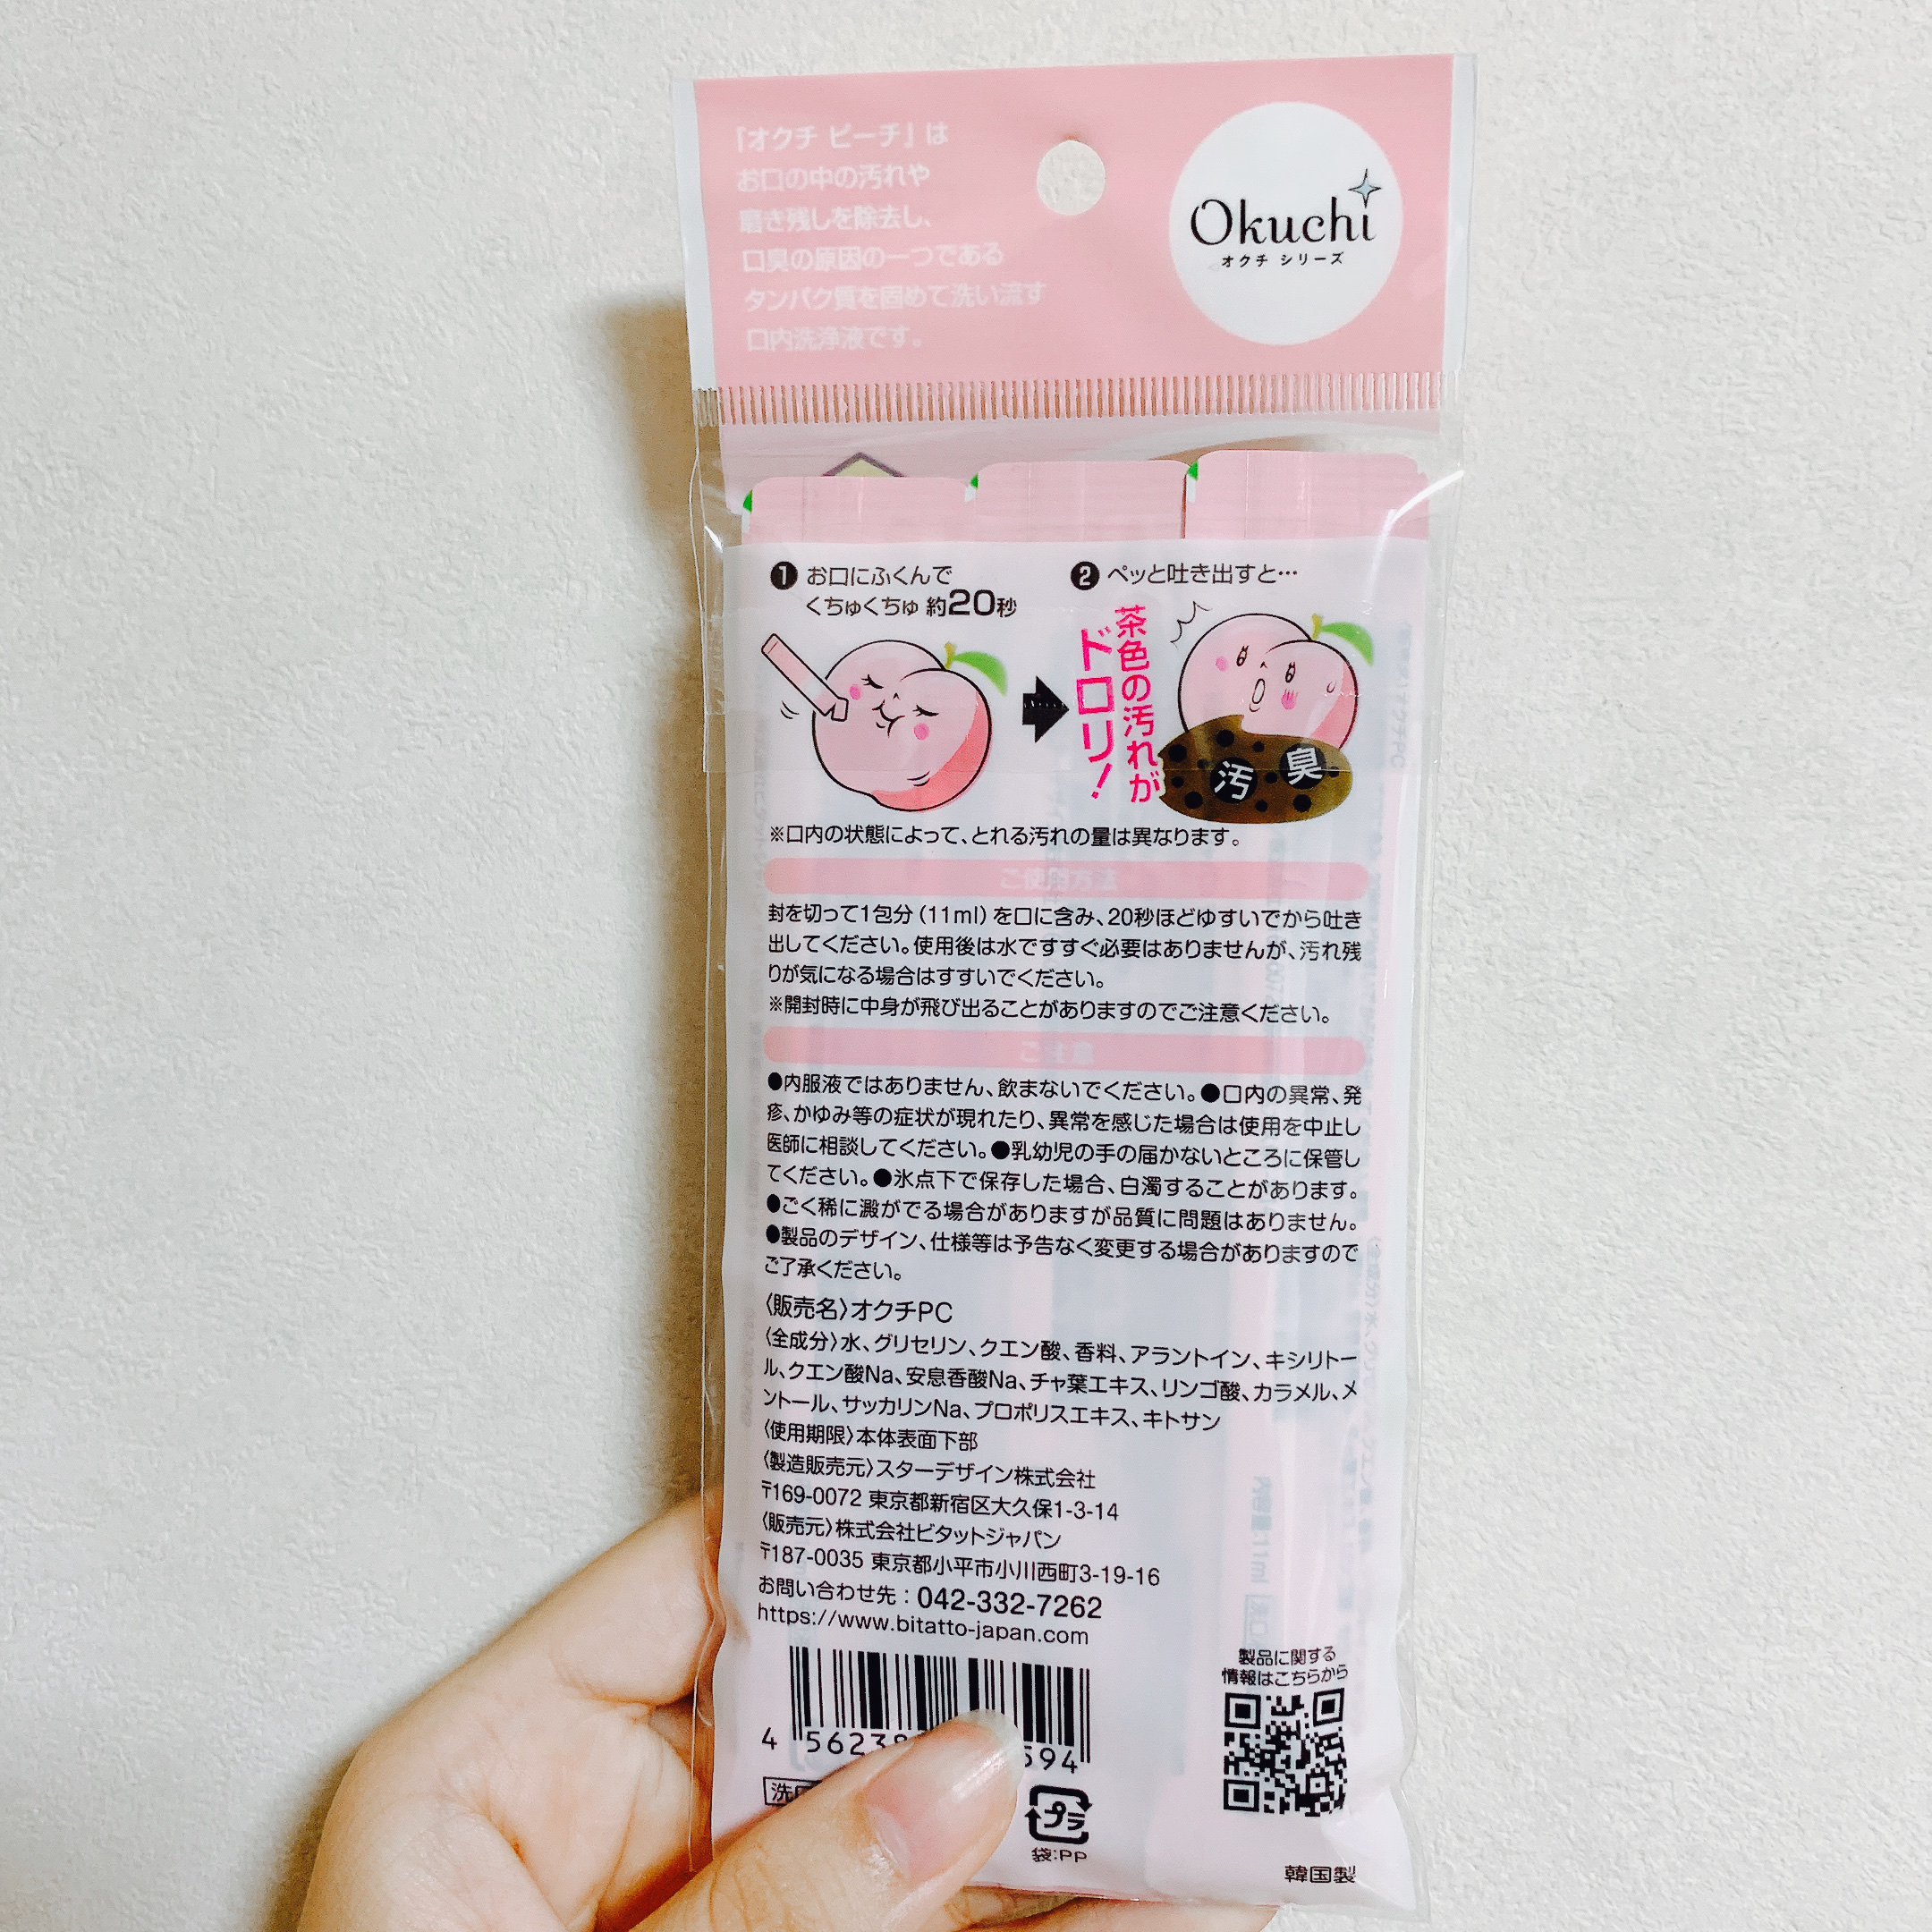 『オクチ ピーチ』は
お口の中の汚れや
磨き残しを除去し、
口臭の原因の一つである
タンパク質を固めて洗い流す
口内洗浄液です。
Okuchi
オクチ シリーズ
❶ お口にふくんで
くちゅくちゅ 約20秒
❷ ペッと吐き出すと…
茶色の汚れが
ドロリ!
汚
臭
※口内の状態によって、とれる汚れの量は異なります。
ご使用方法
封を切って1包分(11ml)を口に含み、20秒ほどゆすいでから吐き
出してください。使用後は水ですすぐ必要はありませんが、汚れ残
りが気になる場合はすすいでください。
※開封時に中身が飛び出ることがありますのでご注意ください。
ご注意
●内服液ではありません、飲まないでください。●口内の異常、発
疹、かゆみ等の症状が現れたり、異常を感じた場合は使用を中止し
医師に相談してください。●乳幼児の手の届かないところに保管し
てください。●氷点下で保存した場合、白濁することがあります。
●ごく稀に澱がでる場合がありますが品質に問題はありません。
●製品のデザイン、仕様等は予告なく変更する場合がありますので
ご了承ください。
〈販売名〉オクチPC
〈全成分〉水、グリセリン、クエン酸、香料、アラントイン、キシリトー
ル、クエン酸Na、安息香酸Na、チャ葉エキス、リンゴ酸、カラメル、メ
ントール、サッカリンNa、プロポリスエキス、キトサン
〈使用期限〉本体表面下部
〈製造販売元〉スターデザイン株式会社
〒169-0072 東京都新宿区大久保1-3-14
〈販売元〉株式会社ビタットジャパン
〒187-0035 東京都小平市小川西町3-19-16
お問い合わせ先:042-332-7262
https://www.bitatto-japan.com
製品に関する
情報はこちらから
4 56238 594
プラ
袋:PP
韓国製